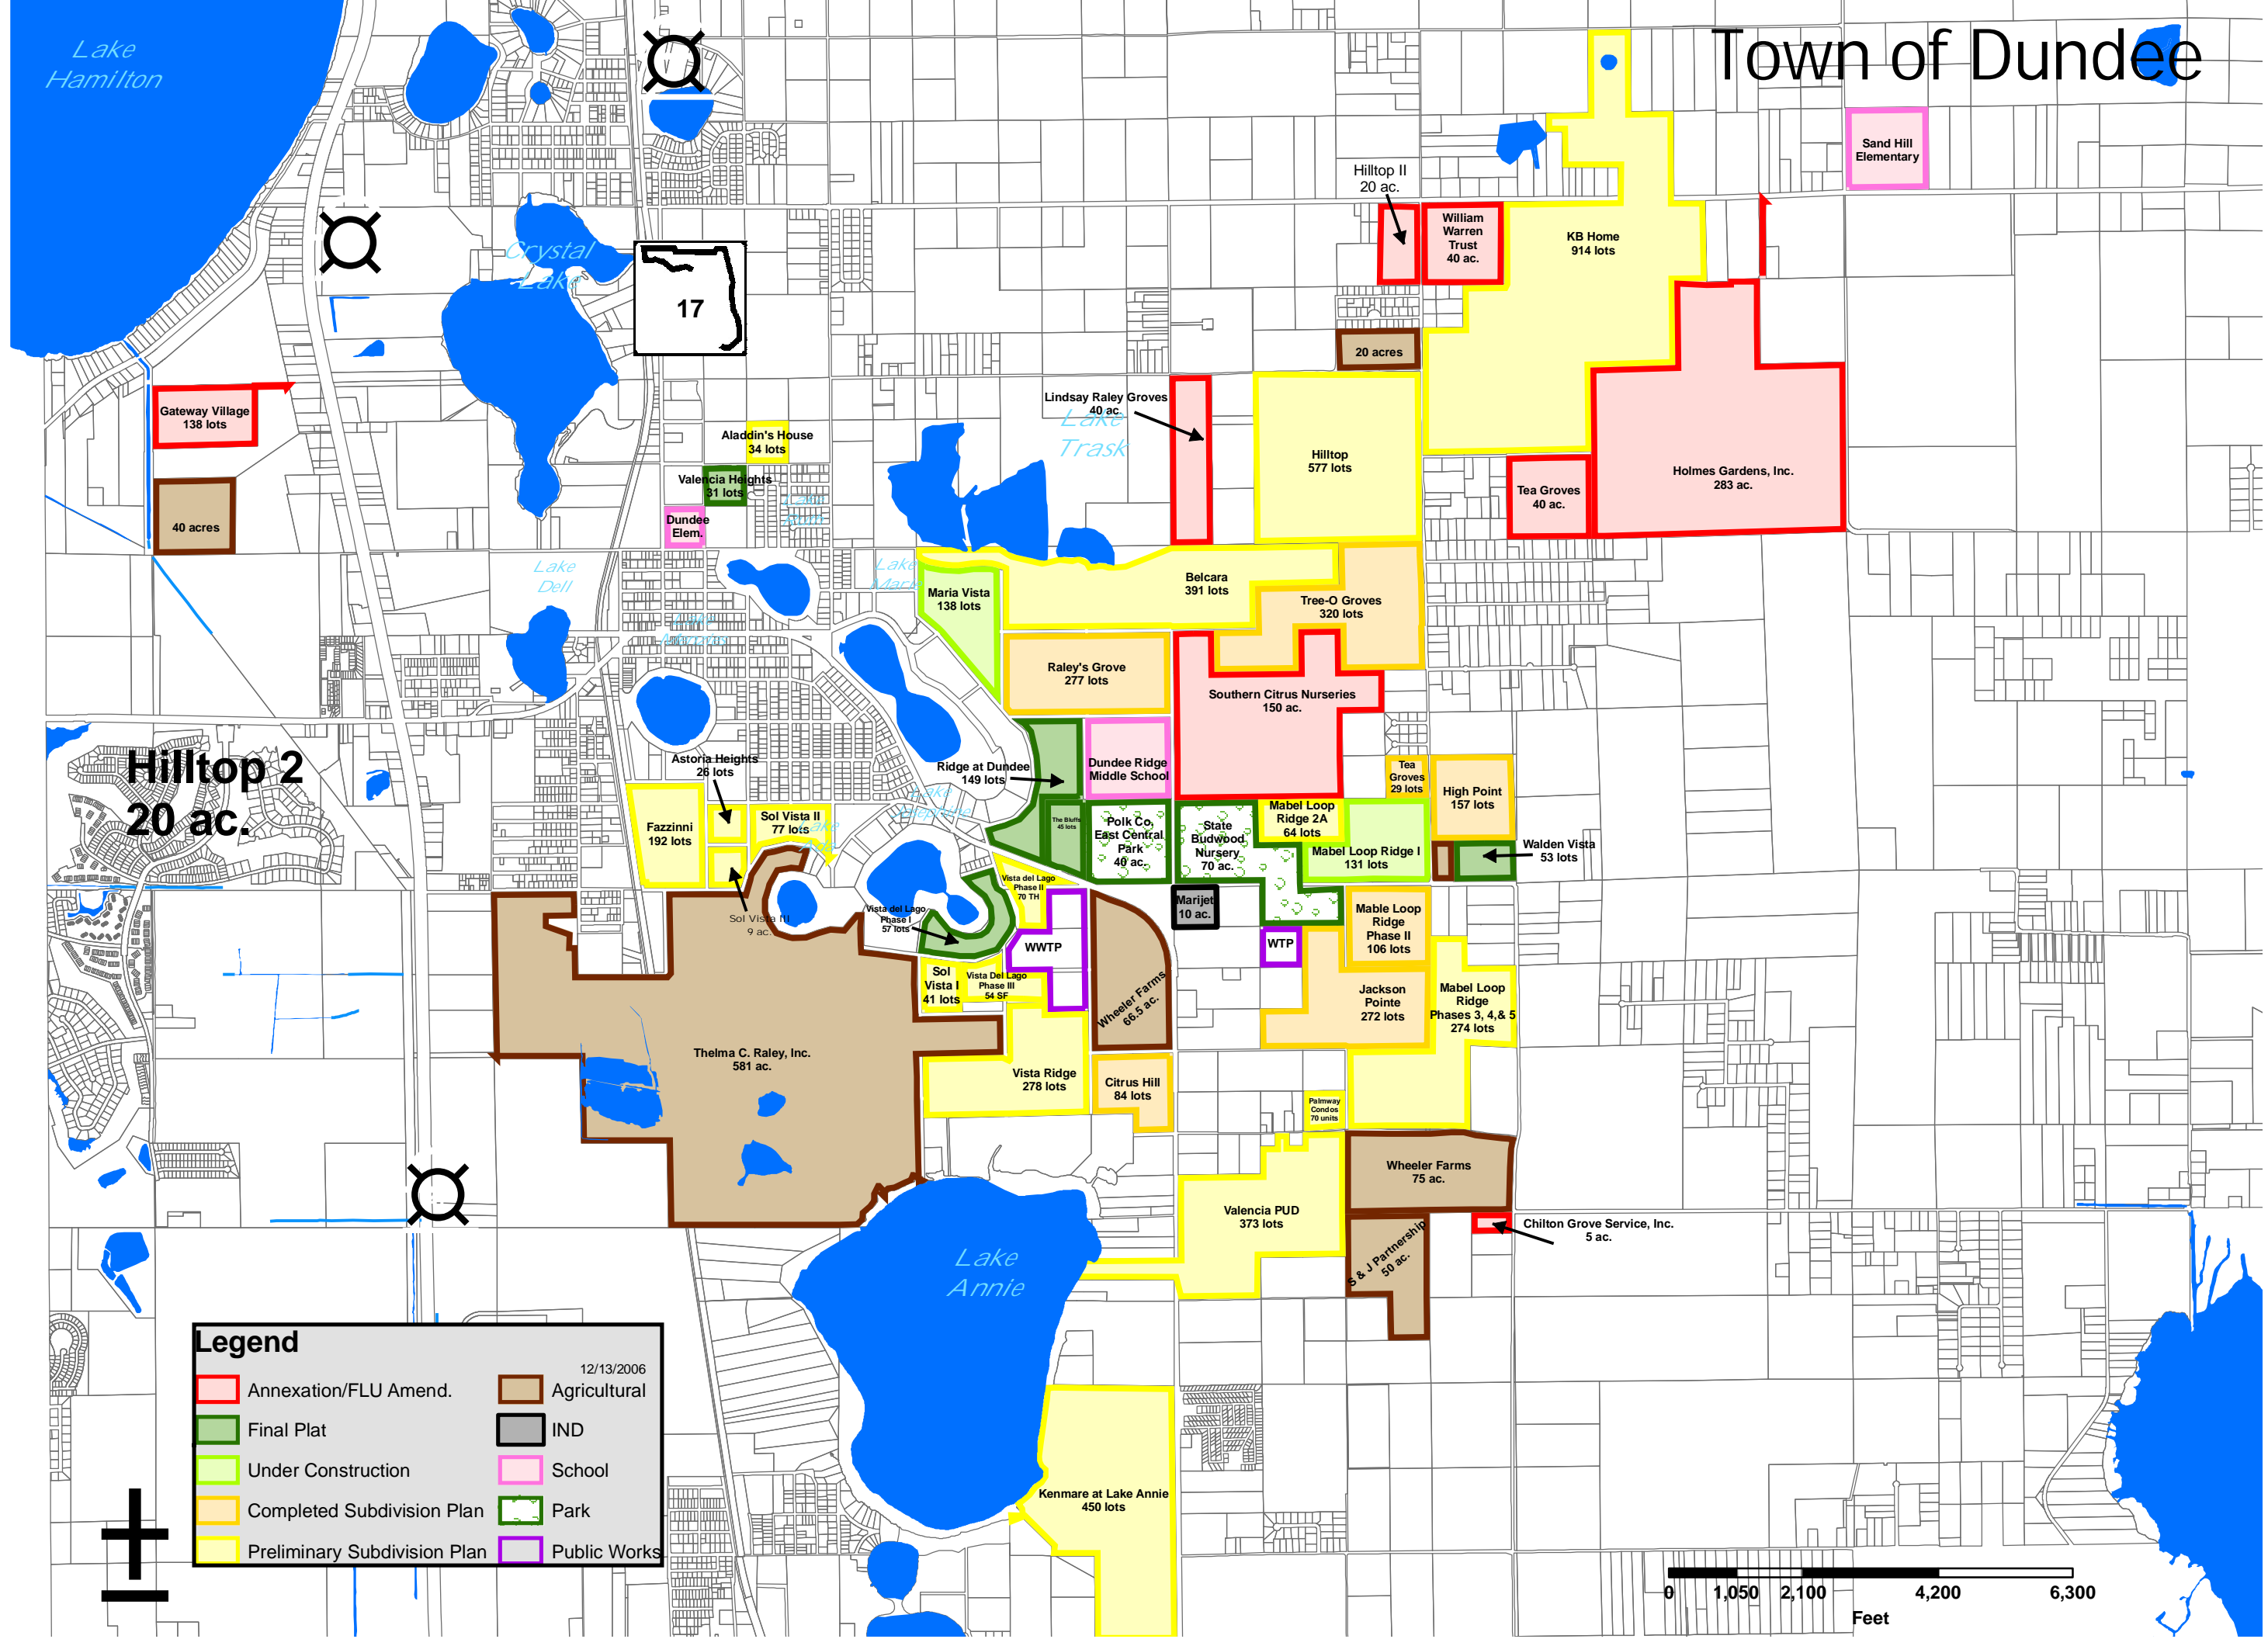 Town of Dundee
Lake
Hamilton
Sand Hill
Elementary
Hilltop II
20 ac.
William
Warren
Trust
40 ac.
KB Home
914 lots
Crystal
Lake
17
20 acres
Gateway Village
138 lots
Lindsay Raley Groves
40 ac.
Lake
Trask
Aladdin's House
34 lots
Hilltop
577 lots
Holmes Gardens, Inc.
283 ac.
Valencia Heights
31 lots
Tea Groves
40 ac.
40 acres
Dundee
Elem.
Lake
Lake
Dell
Lake
Marie
Maria Vista
138 lots
Belcara
391 lots
Tree-O Groves
320 lots
Lake
Raley's Grove
277 lots
Southern Citrus Nurseries
150 ac.
Hilltop 2
20 ac.
Astoria Heights
26 lots
Ridge at Dundee
149 lots
Dundee Ridge
Middle School
Tea
Groves
29 lots
High Point
157 lots
Lake
Josephine
Fazzinni
192 lots
Sol Vista II
77 lots
Lake
Ada
The Bluffs
45 lots
Polk Co.
East Central
Park
40 ac.
State
Budwood
Nursery
70 ac.
Mabel Loop
Ridge 2A
64 lots
Mabel Loop Ridge I
131 lots
Walden Vista
53 lots
Vista del Lago
Phase II
70 TH
Sol Vista III
9 ac.
Vista del Lago
Phase I
57 lots
Marijet
10 ac.
Mable Loop
Ridge
Phase II
106 lots
WWTP
WTP
Sol
Vista I
41 lots
Vista Del Lago
Phase III
54 SF
Wheeler Farms
66.5 ac.
Jackson
Pointe
272 lots
Mabel Loop
Ridge
Phases 3, 4,& 5
274 lots
Thelma C. Raley, Inc.
581 ac.
Vista Ridge
278 lots
Citrus Hill
84 lots
Palmway
Condos
70 units
Wheeler Farms
75 ac.
Valencia PUD
373 lots
Chilton Grove Service, Inc.
5 ac.
S & J Partnership
50 ac.
Lake
Annie
Kenmare at Lake Annie
450 lots
Legend
12/13/2006
Annexation/FLU Amend.
Agricultural
Final Plat
IND
Under Construction
School
Completed Subdivision Plan
Park
Preliminary Subdivision Plan
Public Works
0 1,050 2,100 4,200 6,300
Feet